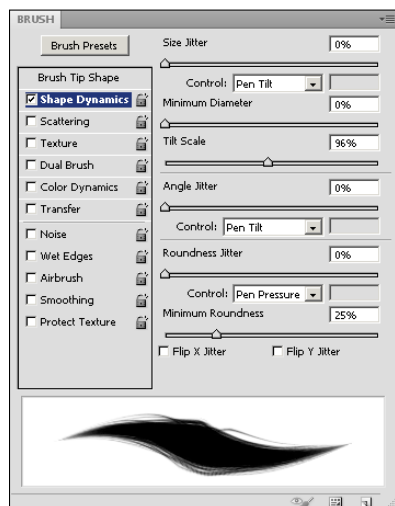 BRUSH
Brush Presets
Brush Tip Shape
Shape Dynamics
Scattering
Texture
Dual Brush
Color Dynamics
Transfer
Noise
Wet Edges
Airbrush
Smoothing
Protect Texture
Size Jitter 0%
Control: Pen Tilt
Minimum Diameter 0%
Tilt Scale 96%
Angle Jitter 0%
Control: Pen Tilt
Roundness Jitter 0%
Control: Pen Pressure
Minimum Roundness 25%
Flip X Jitter Flip Y Jitter